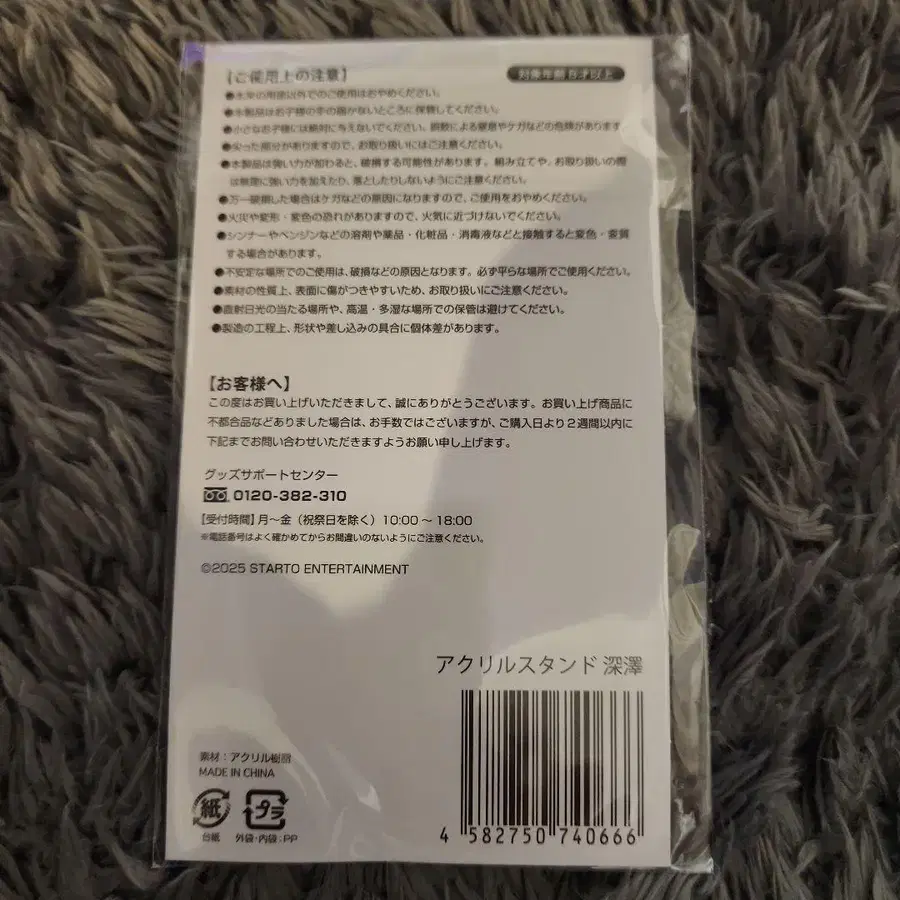 【ご使用上の注意】
対象年齢 8才以上
●本来の用途以外でのご使用はおやめください。
●本製品はお子様の手の届かないところに保管してください。
●小さなお子様には絶対に与えないでください。誤飲による窒息やケガなどの危険があります
●尖った部分がありますので、お取り扱いにはご注意ください。
●本製品は強い力が加わると、破損する可能性があります。組み立てや、お取り扱いの際
は無理に強い力を加えたり、落としたりしないようにご注意ください。
●万一破損した場合はケガなどの原因になりますので、ご使用をおやめください。
●火災や変形・変色の恐れがありますので、火気に近づけないでください。
●シンナーやベンジンなどの溶剤や薬品・化粧品・消毒液などと接触すると変色・変質
する場合があります。
●不安定な場所でのご使用は、破損などの原因となります。必ず平らな場所でご使用ください。
●素材の性質上、表面に傷がつきやすいため、お取り扱いにご注意ください。
●直射日光の当たる場所や、高温・多湿な場所での保管は避けてください。
●製造の工程上、形状や差し込みの具合に個体差があります。
【お客様へ】
この度はお買い上げいただきまして、誠にありがとうございます。お買い上げ商品に
不都合品などありました場合は、お手数ではございますが、ご購入日より2週間以内に
下記までお問い合わせいただきますようお願い申し上げます。
グッズサポートセンター
0120-382-310
【受付時間】月～金（祝祭日を除く）10:00～18:00
※電話番号はよく確かめてからお間違いのないようにご注意ください。
©2025 STARTO ENTERTAINMENT
アクリルスタンド 深澤
素材：アクリル樹脂
MADE IN CHINA
紙
プラ
台紙
外袋・内袋：PP
4 582750 740666